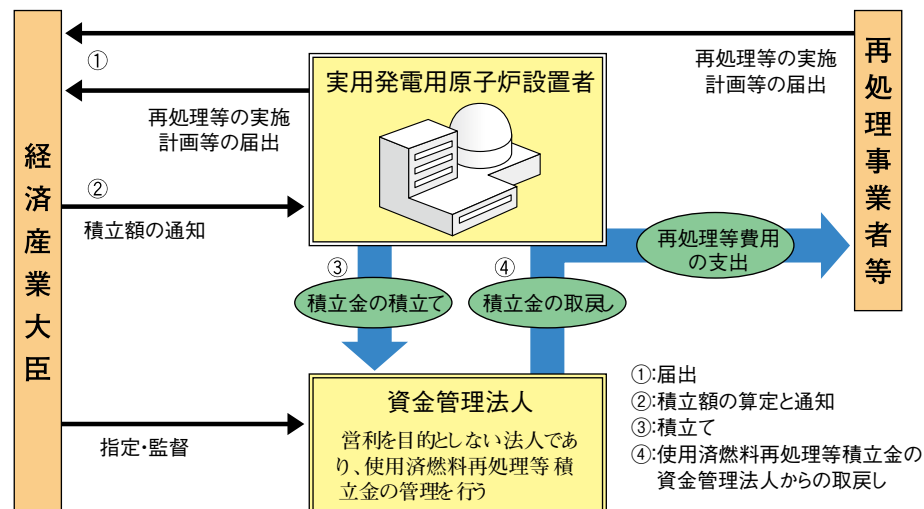 経済産業大臣
①
再処理等の実施
計画等の届出
実用発電用原子炉設置者
再処理等の実施
計画等の届出
再処理事業者等
②
積立額の通知
③
積立金の積立て
④
積立金の取戻し
再処理等費用
の支出
指定・監督
資金管理法人
営利を目的としない法人であ
り、使用済燃料再処理等積
立金の管理を行う
①:届出
②:積立額の算定と通知
③:積立て
④:使用済燃料再処理等積立金の
資金管理法人からの取戻し